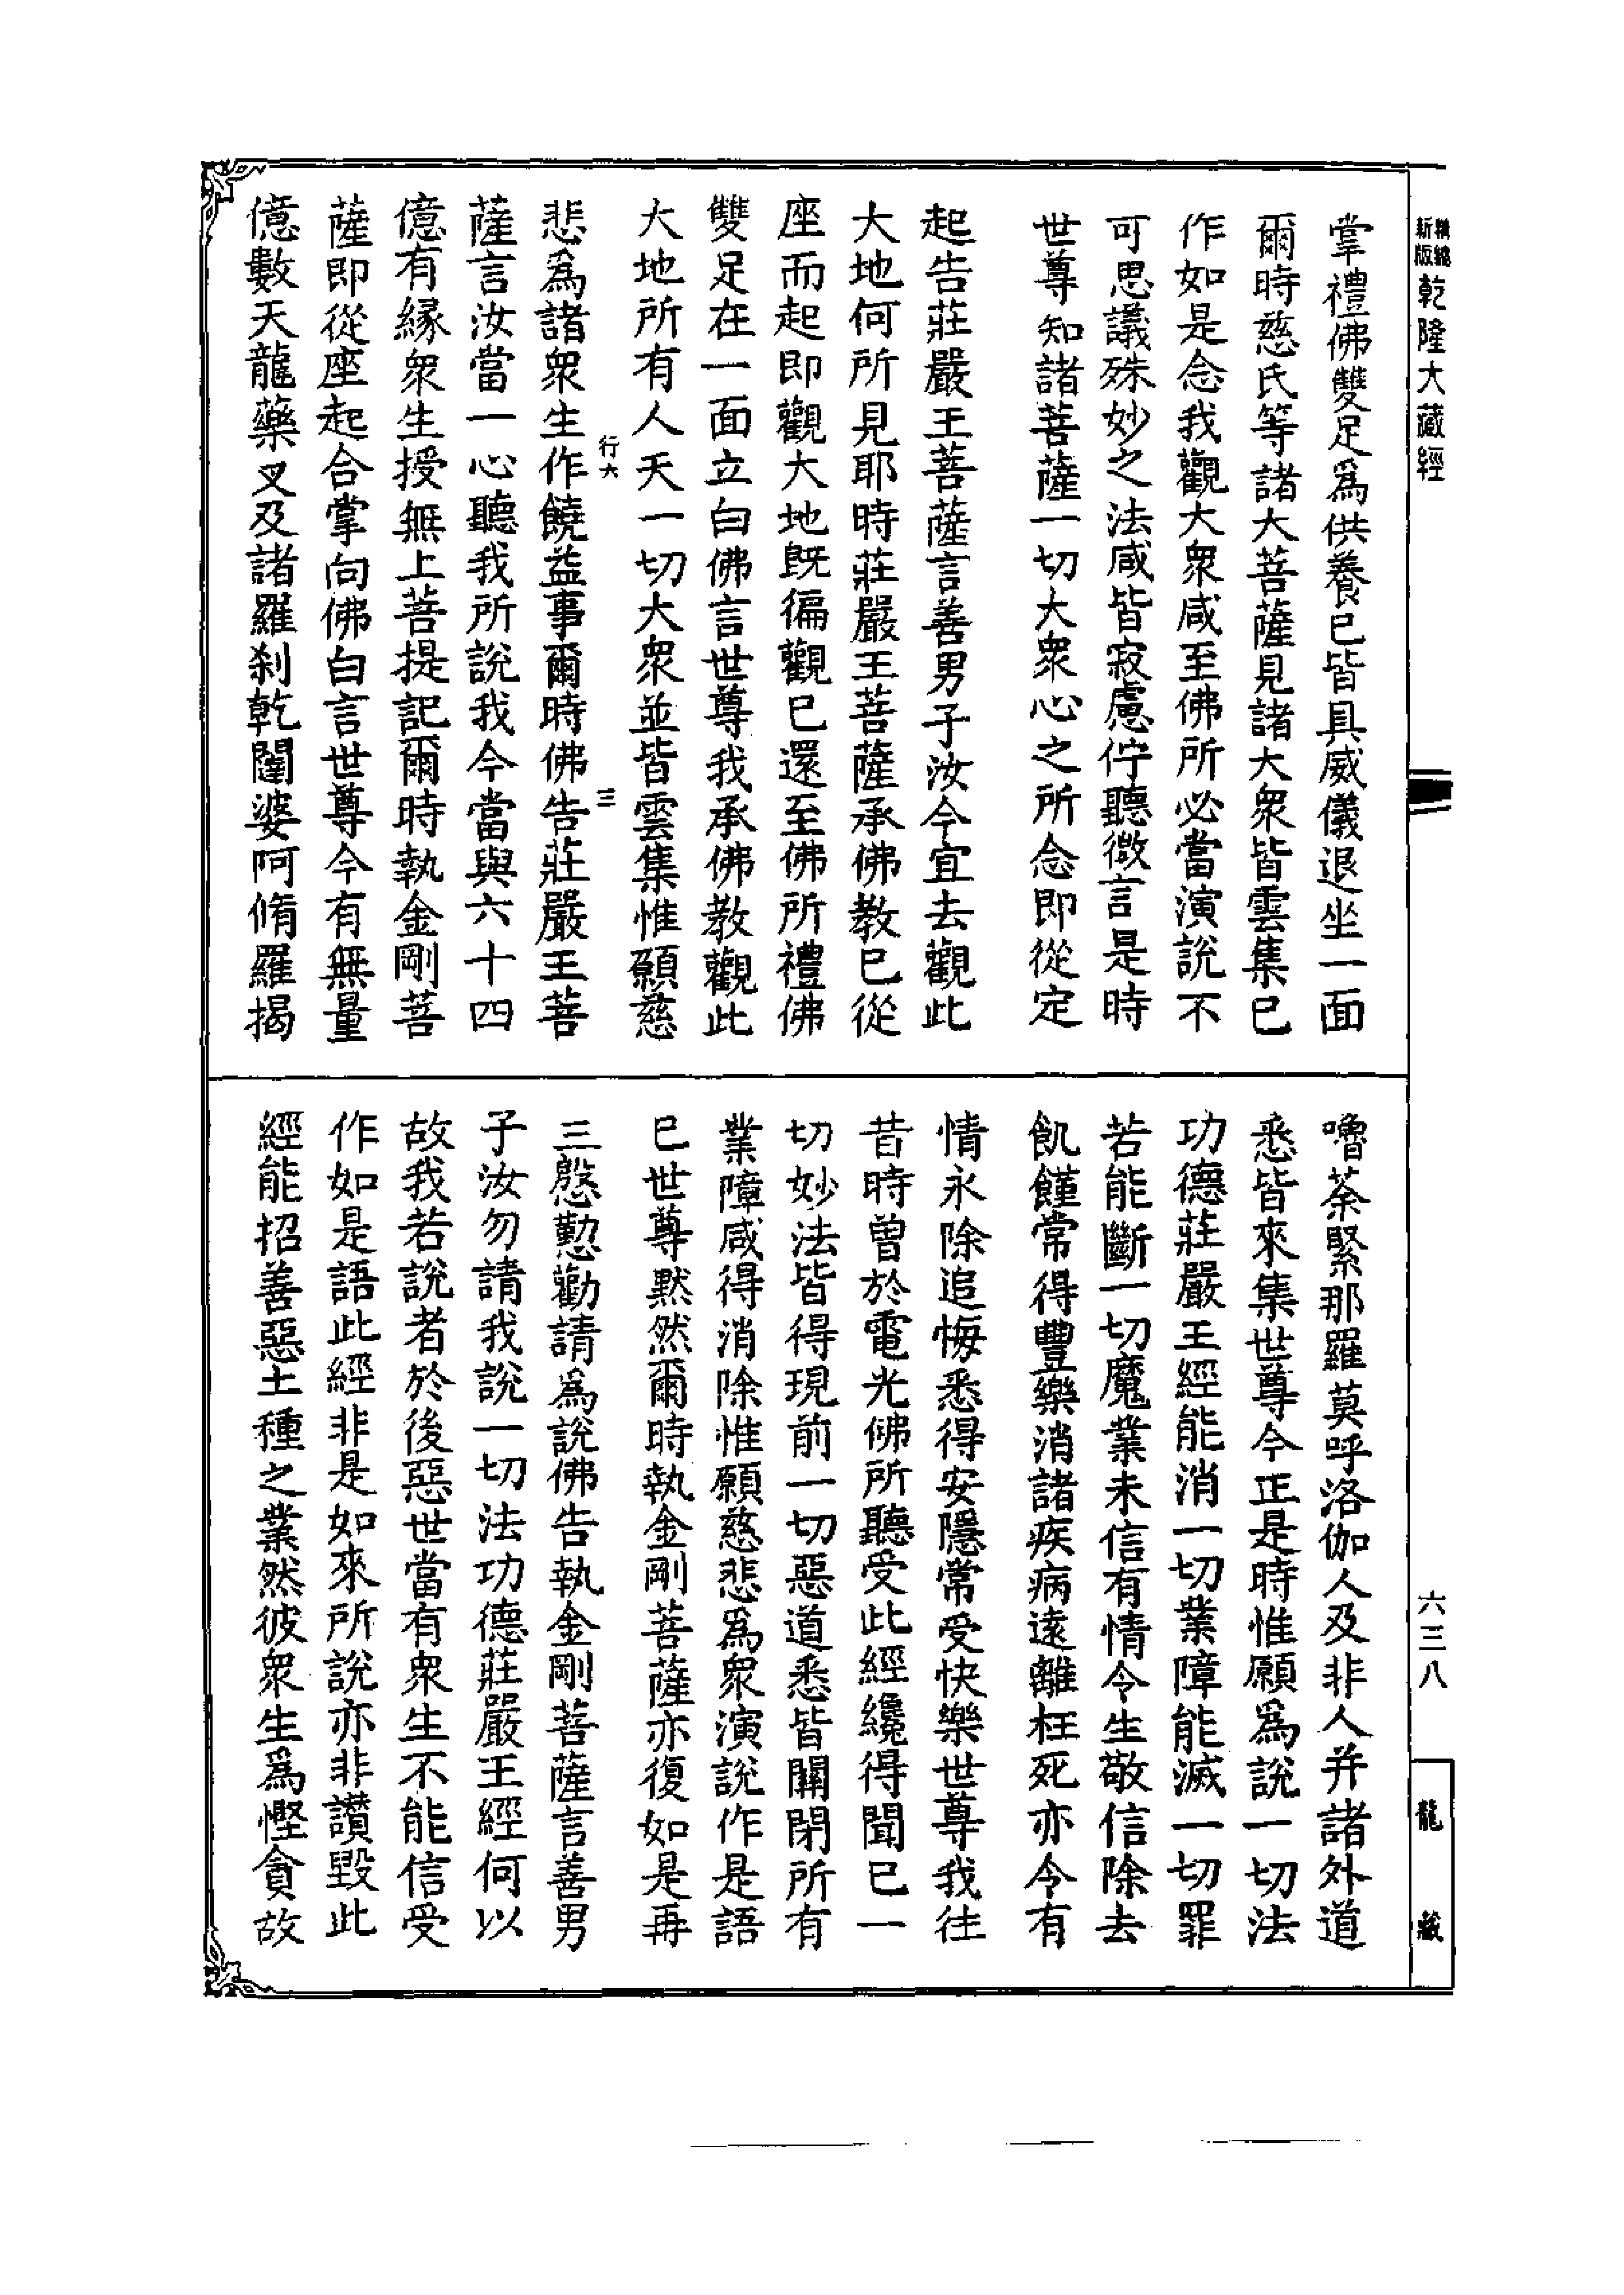 精縮
新版
乾隆大藏經
六三八
龍藏
掌禮佛雙足爲供養已皆具威儀退坐一面
爾時慈氏等諸大菩薩見諸大衆皆雲集已
作如是念我觀大衆咸至佛所必當演說不
可思議殊妙之法咸皆寂慮佇聽微言是時
世尊知諸菩薩一切大衆心之所念即從定
起告莊嚴王菩薩言善男子汝今宜去觀此
大地何所見耶時莊嚴王菩薩承佛教已從
座而起即觀大地既徧觀已還至佛所禮佛
雙足在一面立白佛言世尊我承佛教觀此
大地所有人天一切大衆並皆雲集惟願慈
行六
三
悲爲諸衆生作饒益事爾時佛告莊嚴王菩
薩言汝當一心聽我所說我今當與六十四
億有緣衆生授無上菩提記爾時執金剛菩
薩即從座起合掌向佛白言世尊今有無量
億數天龍藥叉及諸羅刹乾闥婆阿脩羅揭
嚕荼緊那羅莫呼洛伽人及非人并諸外道
悉皆來集世尊今正是時惟願爲說一切法
功德莊嚴王經能消一切業障能滅一切罪
若能斷一切魔業未信有情令生敬信除去
飢饉常得豐樂消諸疾病遠離枉死亦令有
情永除追悔悉得安隱常受快樂世尊我往
昔時曾於電光佛所聽受此經纔得聞已一
切妙法皆得現前一切惡道悉皆關閉所有
業障咸得消除惟願慈悲爲衆演說作是語
已世尊默然爾時執金剛菩薩亦復如是再
三慇懃勸請爲說佛告執金剛菩薩言善男
子汝勿請我說一切法功德莊嚴王經何以
故我若說者於後惡世當有衆生不能信受
作如是語此經非是如來所說亦非讚毀此
經能招善惡土種之業然彼衆生爲慳貪故